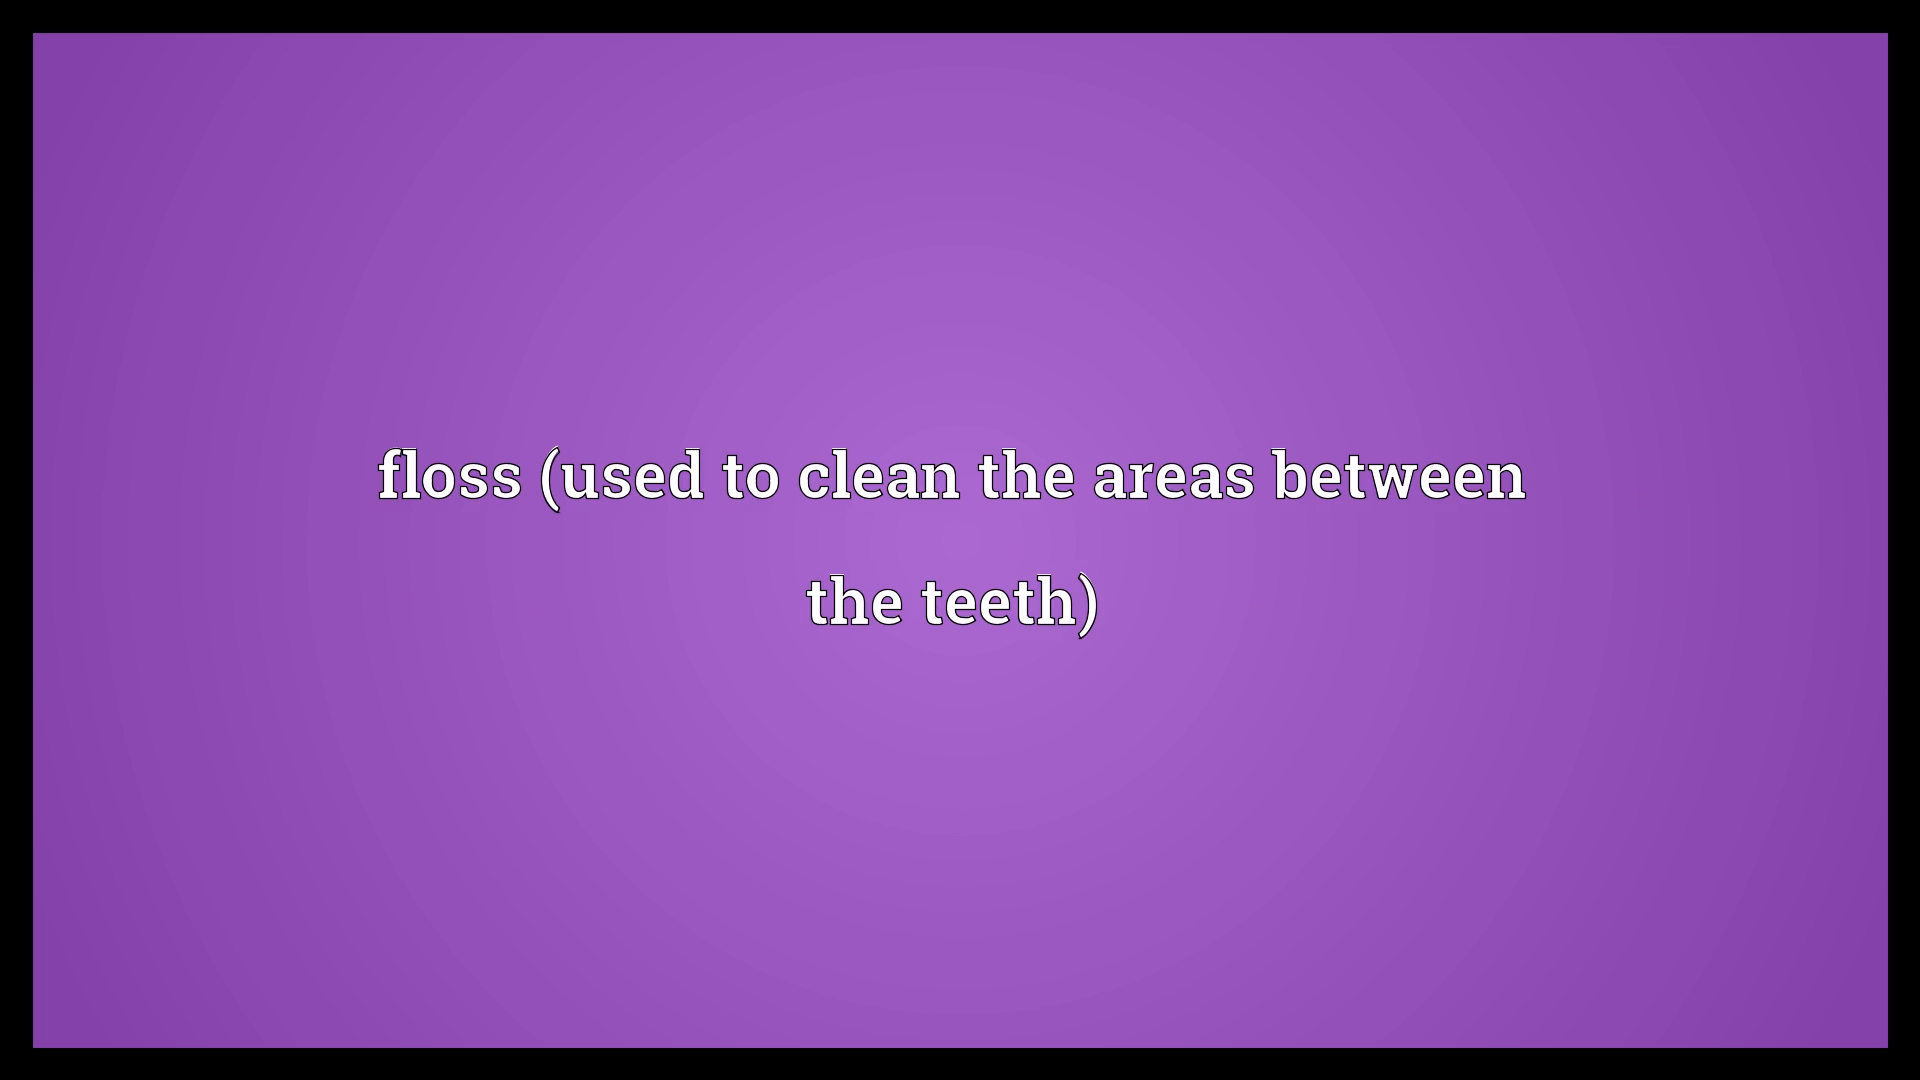 floss (used to clean the areas between
the teeth)